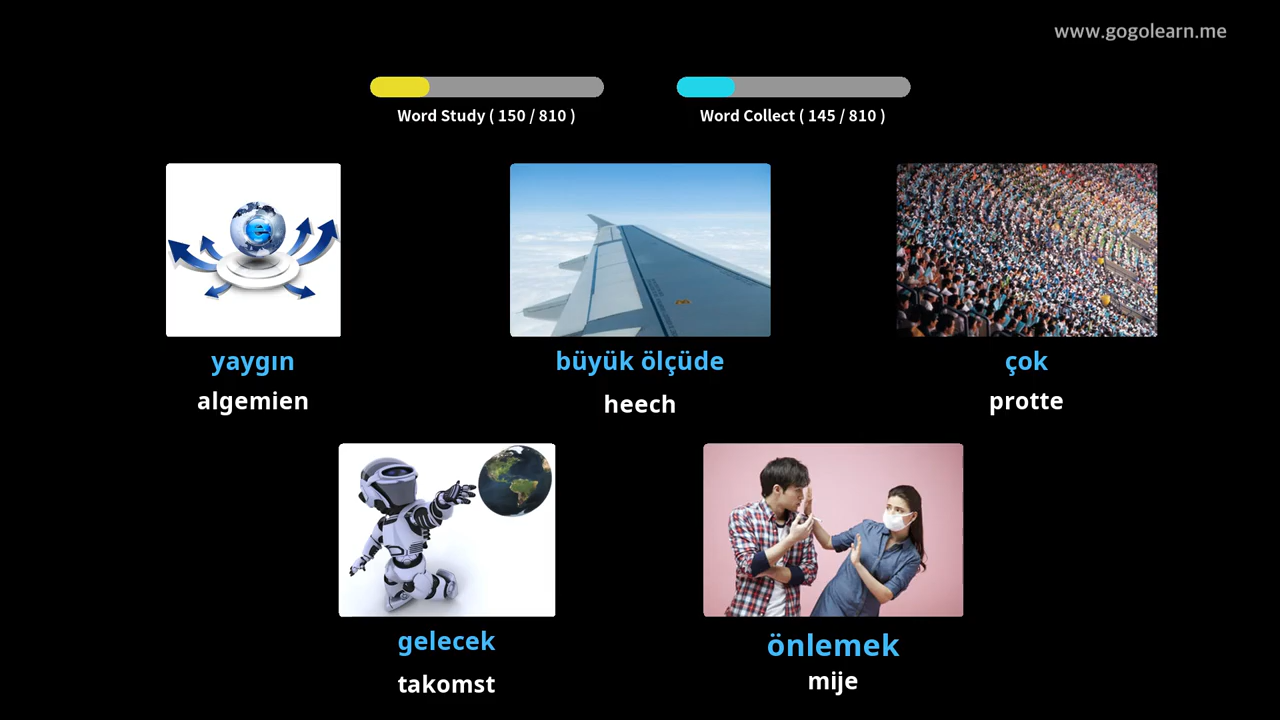 www.gogolearn.me
Word Study ( 150 / 810 )
Word Collect ( 145 / 810 )
yaygın
algemien
büyük ölçüde
heech
çok
protte
gelecek
takomst
önlemek
mije